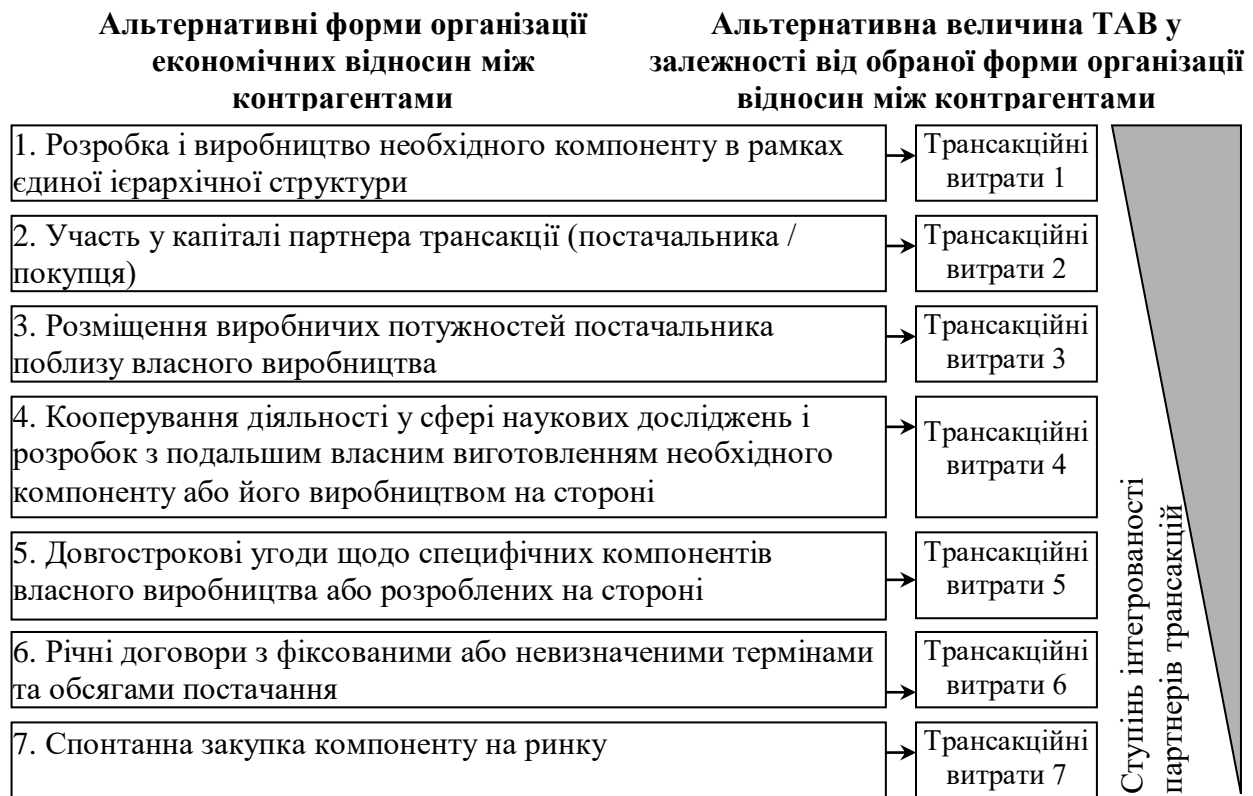 Альтернативні форми організації
економічних відносин між
контрагентами
Альтернативна величина ТАВ у
залежності від обраної форми організації
відносин між контрагентами
1. Розробка і виробництво необхідного компоненту в рамках
єдиної ієрархічної структури
Трансакційні
витрати 1
2. Участь у капіталі партнера трансакції (постачальника /
покупця)
Трансакційні
витрати 2
3. Розміщення виробничих потужностей постачальника
поблизу власного виробництва
Трансакційні
витрати 3
4. Кооперування діяльності у сфері наукових досліджень і
розробок з подальшим власним виготовленням необхідного
компоненту або його виробництвом на стороні
Трансакційні
витрати 4
5. Довгострокові угоди щодо специфічних компонентів
власного виробництва або розроблених на стороні
Трансакційні
витрати 5
6. Річні договори з фіксованими або невизначеними термінами
та обсягами постачання
Трансакційні
витрати 6
7. Спонтанна закупка компоненту на ринку
Трансакційні
витрати 7
Ступінь інтегрованості
партнерів трансакцій